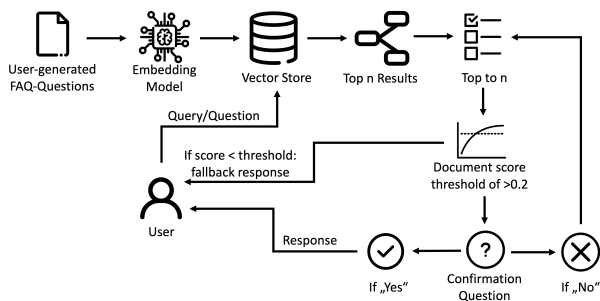 User-generated
FAQ-Questions
Embedding
Model
Vector Store
Top n Results
Top to n
Query/Question
If score < threshold:
fallback response
Document score
threshold of >0.2
User
Response
?
If „Yes“
Confirmation
Question
If „No“